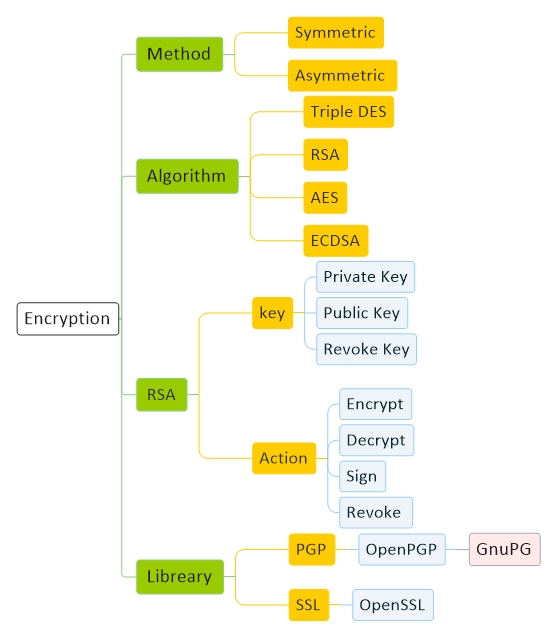 Encryption
Method
Symmetric
Asymmetric
Algorithm
Triple DES
RSA
AES
ECDSA
RSA
key
Private Key
Public Key
Revoke Key
Action
Encrypt
Decrypt
Sign
Revoke
Libreary
PGP
OpenPGP
GnuPG
SSL
OpenSSL